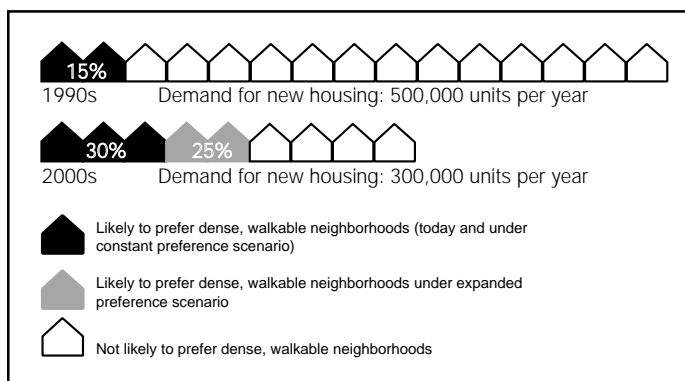 15%
1990s Demand for new housing: 500,000 units per year
30% 25%
2000s Demand for new housing: 300,000 units per year
Likely to prefer dense, walkable neighborhoods (today and under
constant preference scenario)
Likely to prefer dense, walkable neighborhoods under expanded
preference scenario
Not likely to prefer dense, walkable neighborhoods